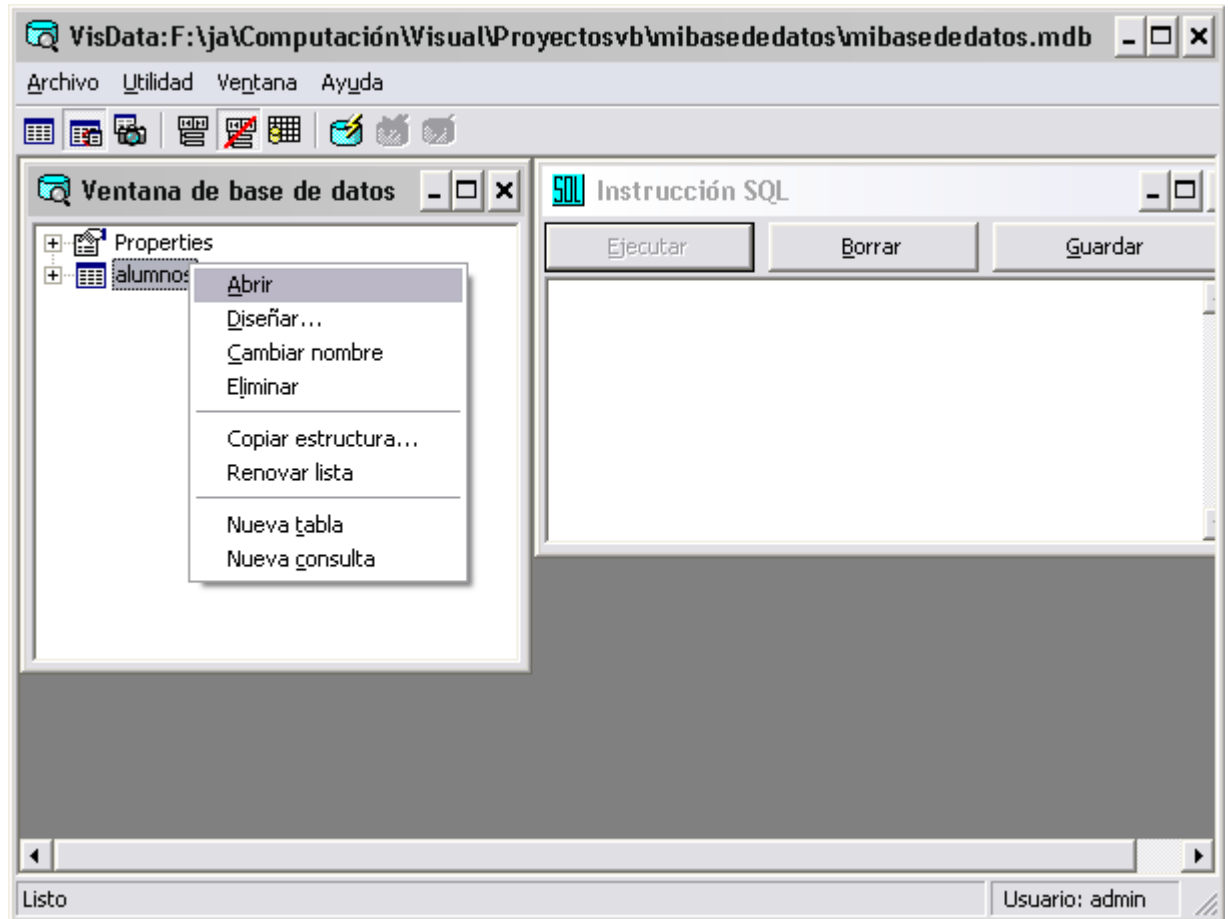 VisData:F:\ja\Computación\Visual\Proyectosvb\mibasededatos\mibasededatos.mdb
Archivo Utilidad Ventana Ayuda
Ventana de base de datos
Properties
alumnos
Abrir
Diseñar...
Cambiar nombre
Eliminar
Copiar estructura...
Renovar lista
Nueva tabla
Nueva consulta
SQL Instrucción SQL
Ejecutar Borrar Guardar
Listo Usuario: admin